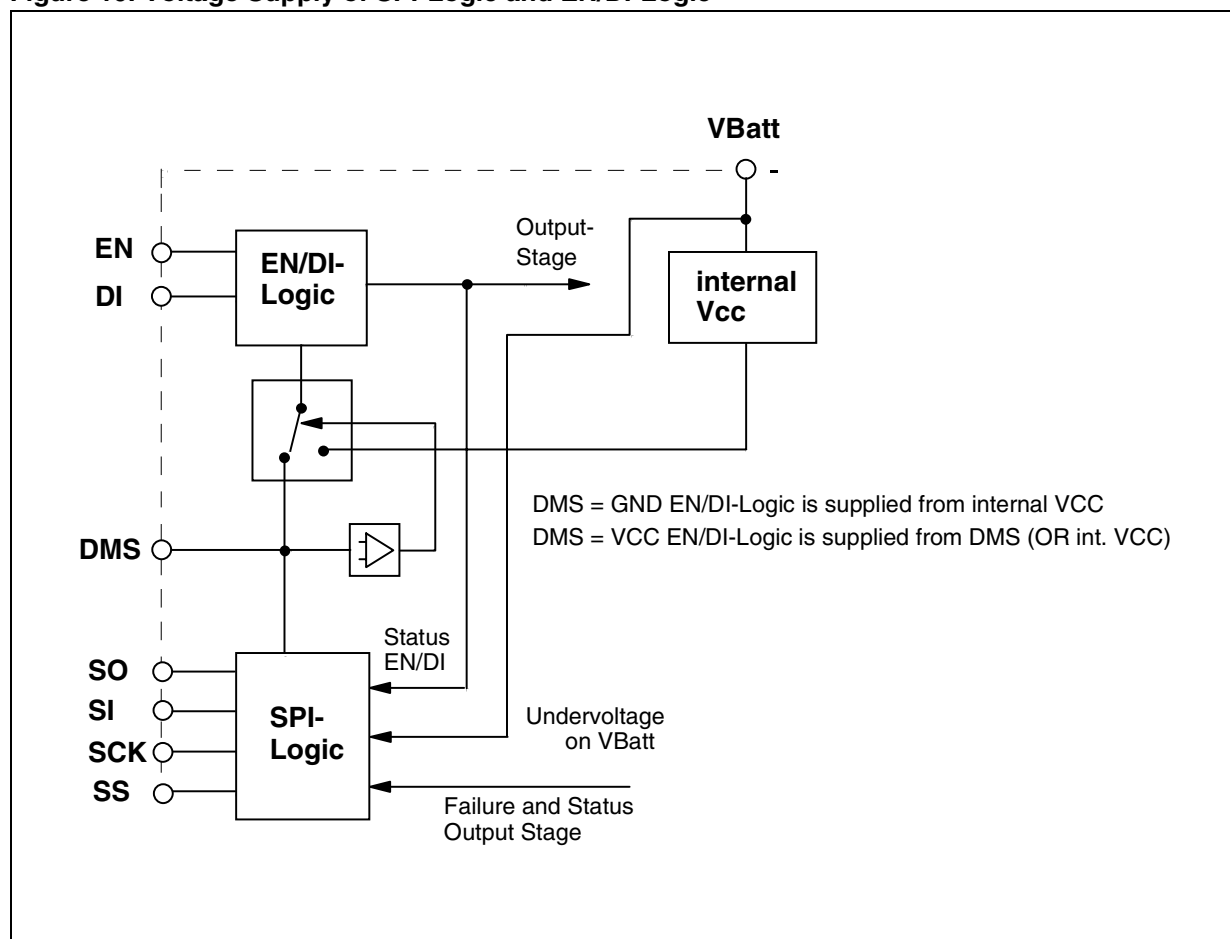 VBatt
-
EN
DI
EN/DI-
Logic
Output-
Stage
internal
Vcc
DMS = GND EN/DI-Logic is supplied from internal VCC
DMS = VCC EN/DI-Logic is supplied from DMS (OR int. VCC)
DMS
Status
EN/DI
SO
SI
SCK
SS
SPI-
Logic
Undervoltage
on VBatt
Failure and Status
Output Stage